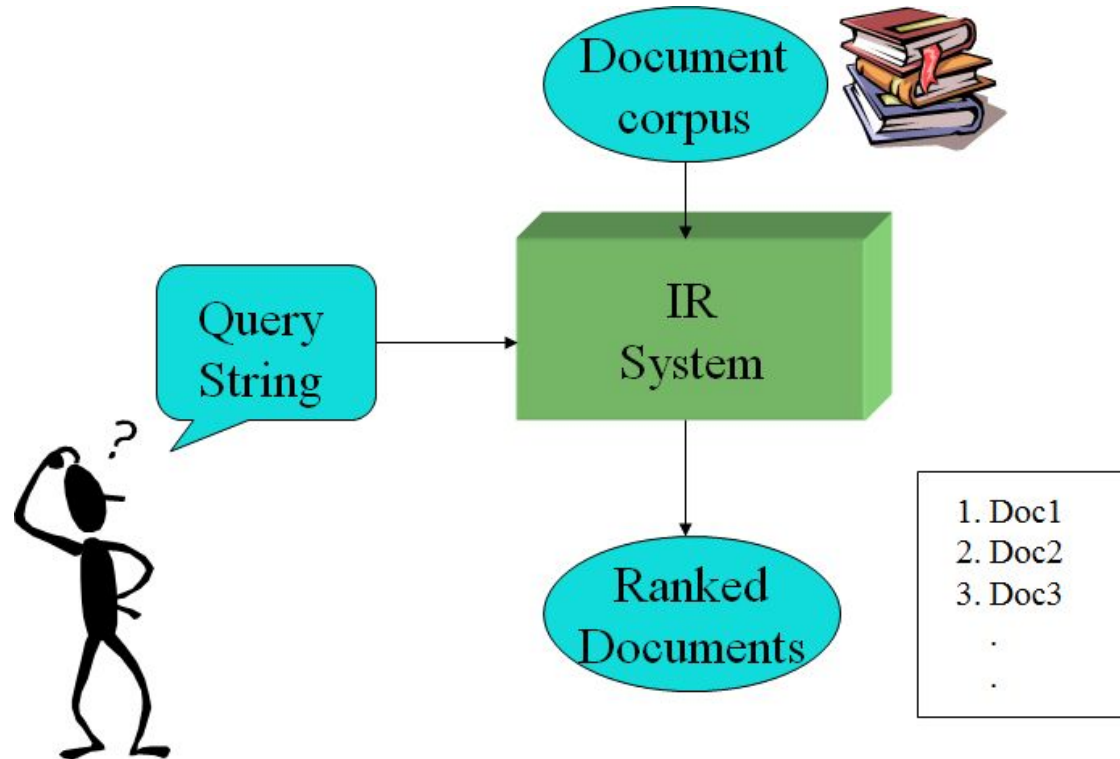 Document
corpus
IR
System
Query
String
?
Ranked
Documents
1. Doc1
2. Doc2
3. Doc3
.
.